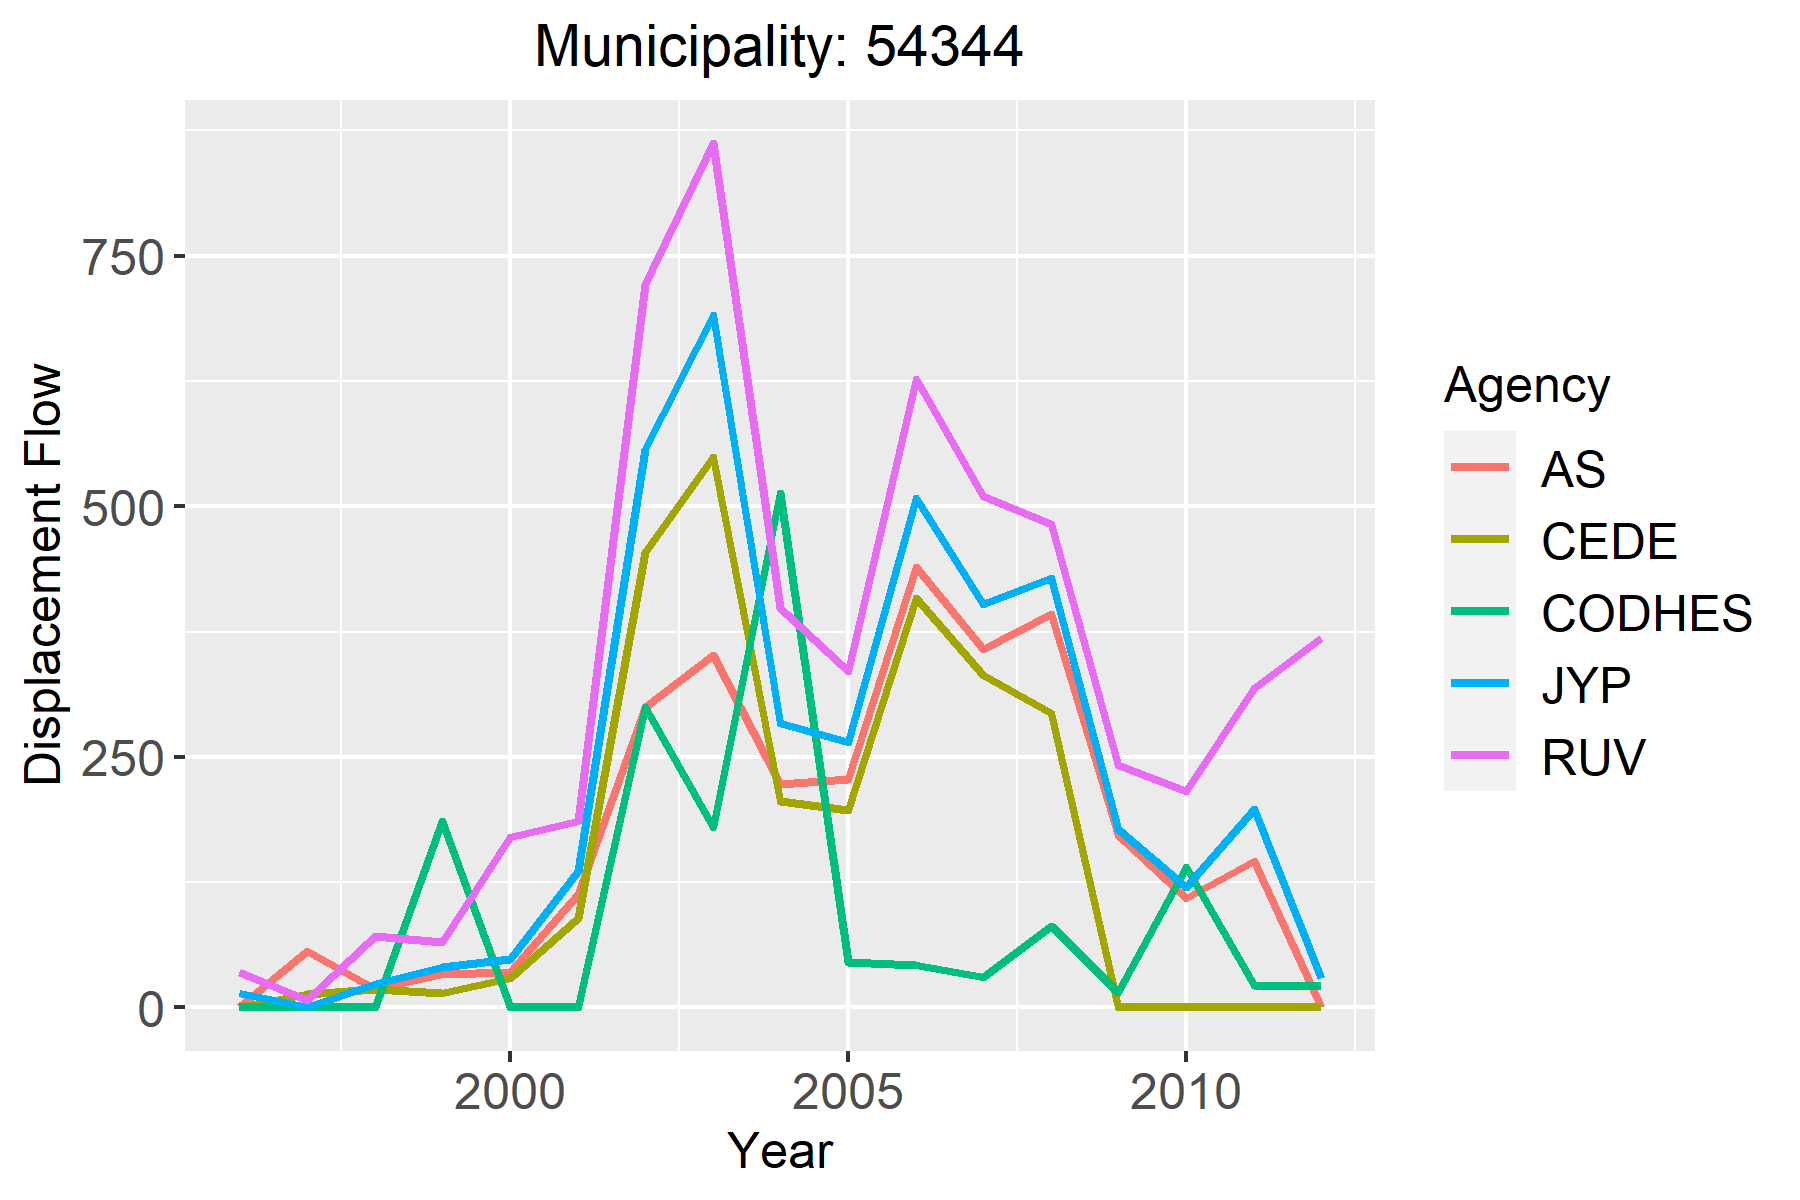 Municipality: 54344
Displacement Flow
750
500
250
0
2000 2005 2010
Year
Agency
AS
CEDE
CODHES
JYP
RUV